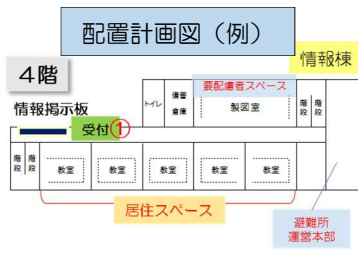 配置計画図（例）
情報棟
4階
要配慮者スペース
トイレ
備蓄
倉庫
製図室
階段
階段
情報掲示板
受付①
階段
階段
教室
教室
教室
教室
教室
居住スペース
避難所
運営本部